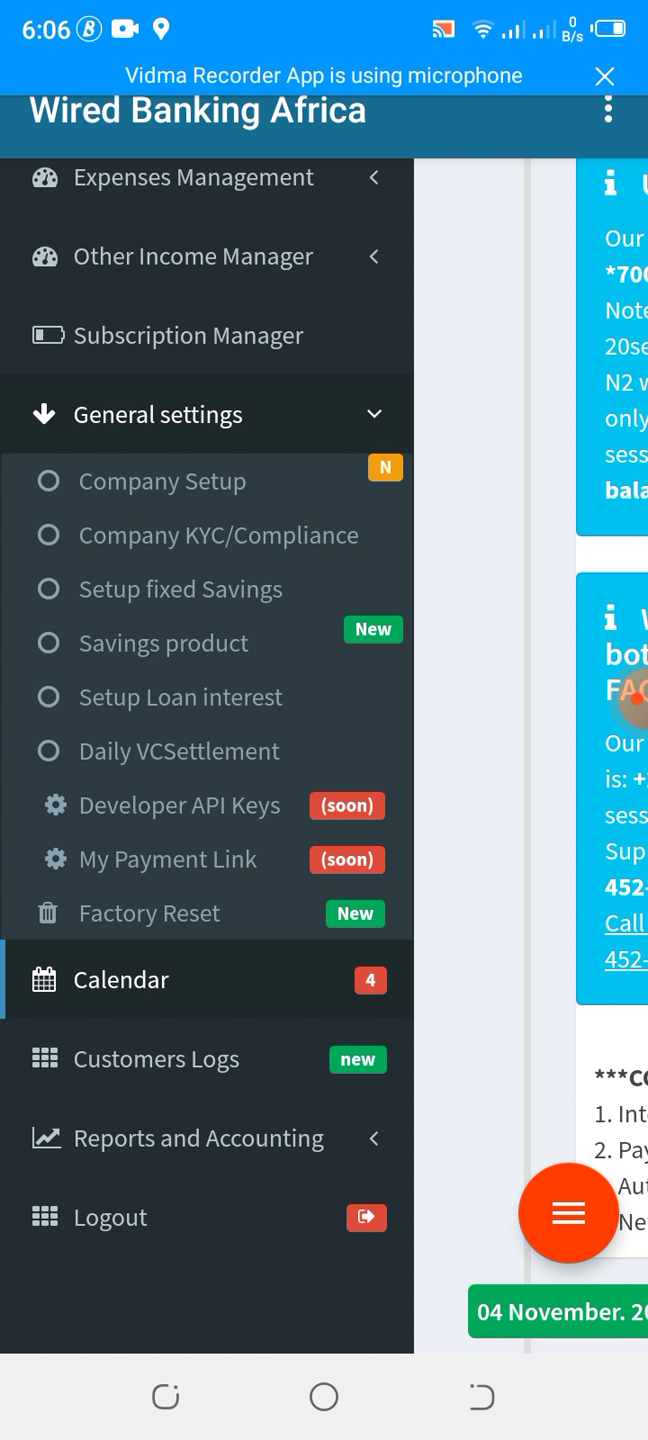 6:06
0
B/s
Vidma Recorder App is using microphone
Wired Banking Africa
Expenses Management
Other Income Manager
Subscription Manager
General settings
Company Setup N
Company KYC/Compliance
Setup fixed Savings
Savings product New
Setup Loan interest
Daily VCSettlement
Developer API Keys (soon)
My Payment Link (soon)
Factory Reset New
Calendar 4
Customers Logs new
Reports and Accounting
Logout
Our
*700
Note
20se
N2 w
only
sess
bala
bot
FAC
Our
is: +
sess
Sup
452-
Call
452-
***CO
1. Int
2. Pay
Aut
Ne
04 November. 20